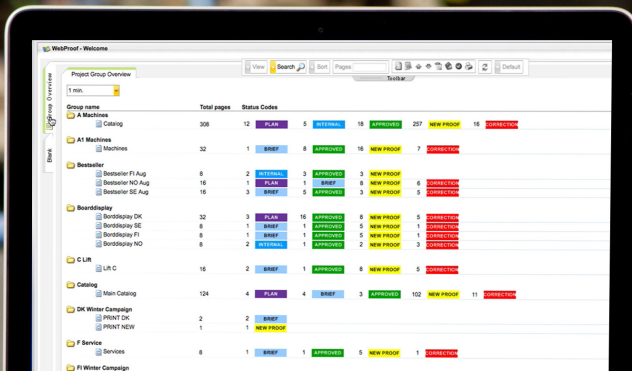 WebProof - Welcome
View Search Sort Pages Default
Toolbar
Project Group Overview
Group Overview
Blank
1 min.
Group name Total pages Status Codes
A Machines
Catalog 308 12 PLAN 5 INTERNAL 18 APPROVED 257 NEW PROOF 16 CORRECTION
A1 Machines
Machines 32 1 BRIEF 8 APPROVED 16 NEW PROOF 7 CORRECTION
Bestseller
Bestseller FI Aug 8 2 INTERNAL 3 APPROVED 3 NEW PROOF
Bestseller NO Aug 16 1 PLAN 1 BRIEF 8 NEW PROOF 6 CORRECTION
Bestseller SE Aug 16 3 BRIEF 5 APPROVED 3 NEW PROOF 5 CORRECTION
Boarddisplay
Borddisplay DK 32 3 PLAN 16 APPROVED 8 NEW PROOF 5 CORRECTION
Borddisplay SE 8 1 BRIEF 1 APPROVED 5 NEW PROOF 1 CORRECTION
Borddisplay FI 8 1 BRIEF 1 APPROVED 5 NEW PROOF 1 CORRECTION
Borddisplay NO 8 2 INTERNAL 1 APPROVED 2 NEW PROOF 3 CORRECTION
C Lift
Lift C 16 2 BRIEF 1 APPROVED 8 NEW PROOF 5 CORRECTION
Catalog
Main Catalog 124 4 PLAN 4 BRIEF 3 APPROVED 102 NEW PROOF 11 CORRECTION
DK Winter Campaign
PRINT DK 2 2 BRIEF
PRINT NEW 1 1 NEW PROOF
F Service
Services 8 1 BRIEF 1 APPROVED 5 NEW PROOF 1 CORRECTION
FI Winter Campaign